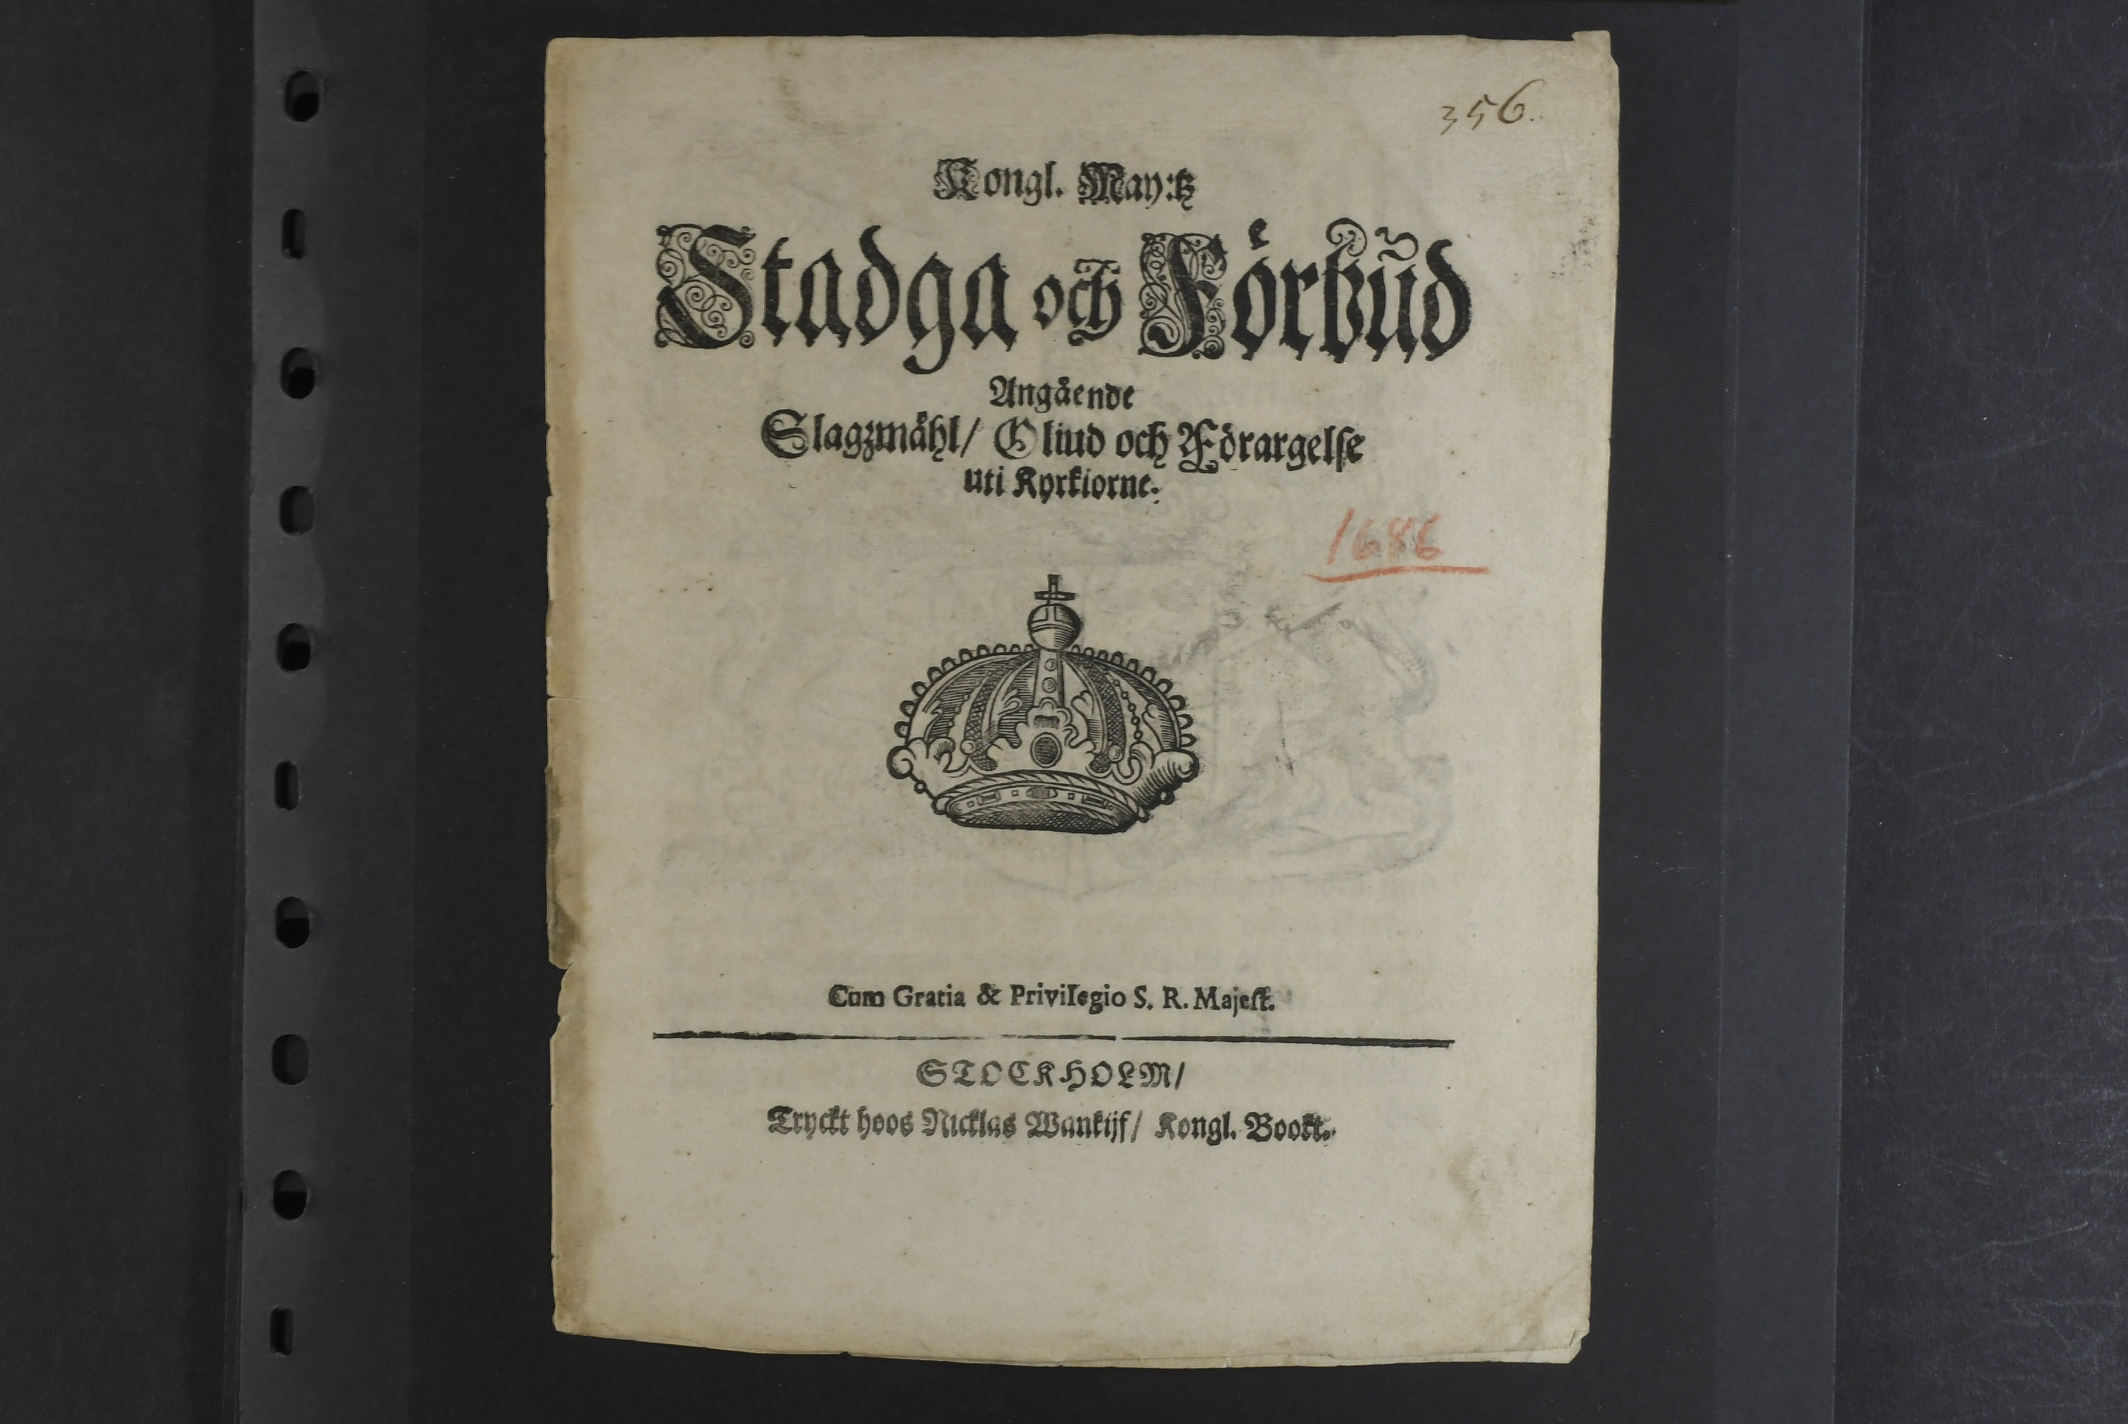 356.
Kongl. May:tz
Stadga och Förbud
Angående
Slagzmåhl/ Oliud och Förargelse
uti Kyrkiorne.
1686
Cum Gratia & Privilegio S. R. Majest.
STOCKHOLM/
Tryckt hoos Nicklas Wankijf/ Kongl. Bookt.